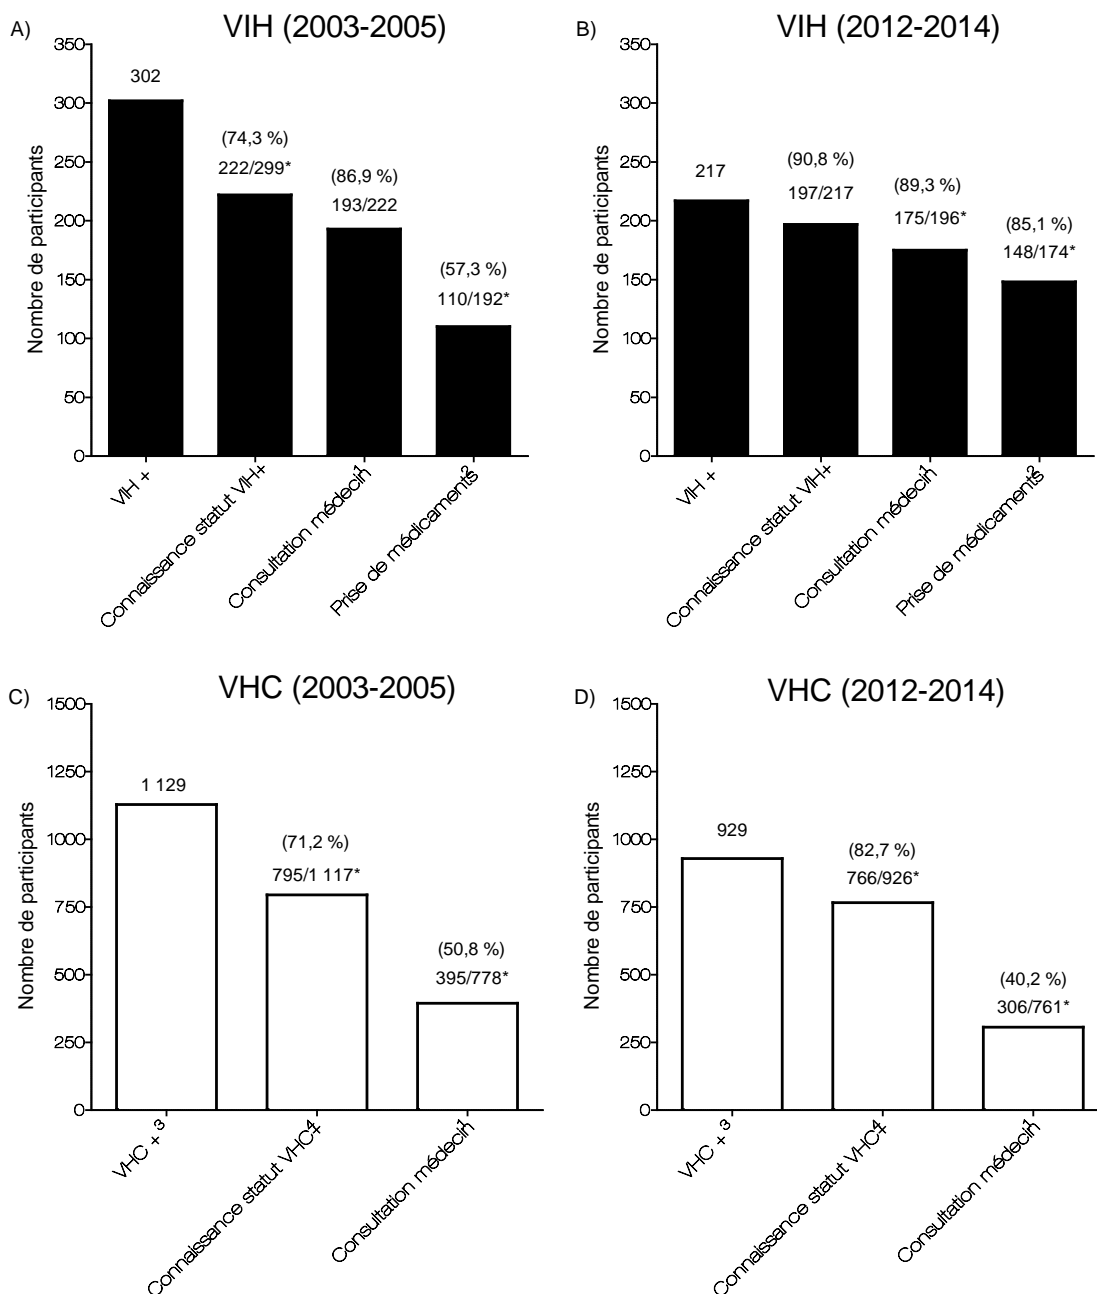 A)
VIH (2003-2005)
Nombre de participants
350
300
250
200
150
100
50
0
302
(74,3 %)
222/299*
(86,9 %)
193/222
(57,3 %)
110/192*
VIH +
Connaissance statut VIH+
Consultation médecin1
Prise de médicaments2
B)
VIH (2012-2014)
Nombre de participants
350
300
250
200
150
100
50
0
217
(90,8 %)
197/217
(89,3 %)
175/196*
(85,1 %)
148/174*
VIH +
Connaissance statut VIH+
Consultation médecin1
Prise de médicaments2
C)
VHC (2003-2005)
Nombre de participants
1500
1250
1000
750
500
250
0
1 129
(71,2 %)
795/1 117*
(50,8 %)
395/778*
VHC + 3
Connaissance statut VHC+4
Consultation médecin1
D)
VHC (2012-2014)
Nombre de participants
1500
1250
1000
750
500
250
0
929
(82,7 %)
766/926*
(40,2 %)
306/761*
VHC + 3
Connaissance statut VHC+4
Consultation médecin1